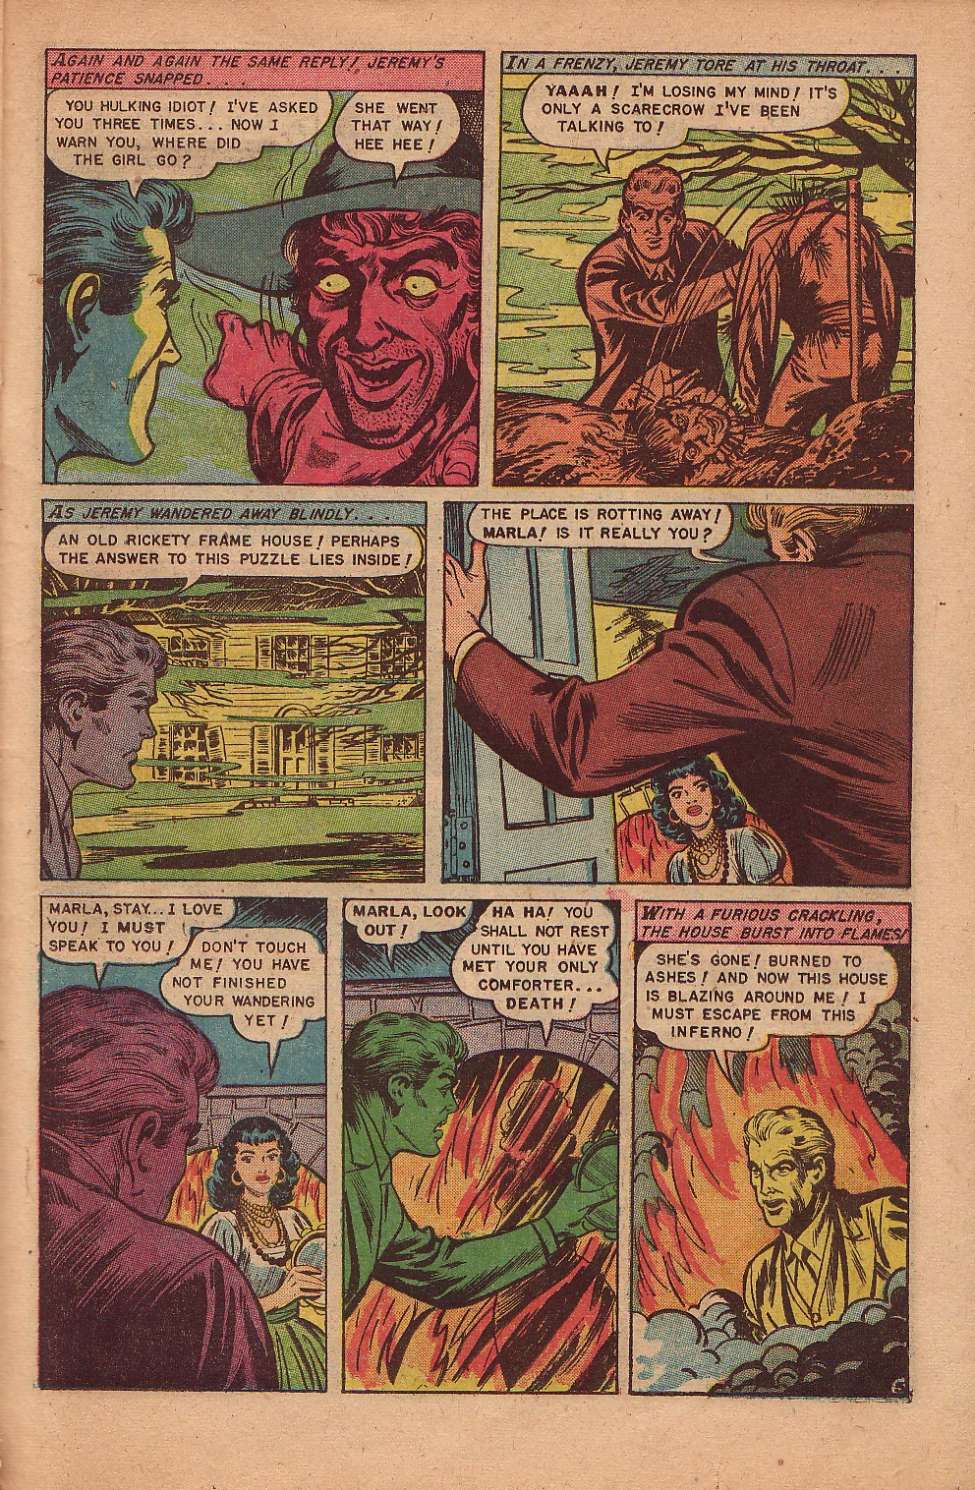 AGAIN AND AGAIN THE SAME REPLY! JEREMY'S
PATIENCE SNAPPED....
YOU HULKING IDIOT! I'VE ASKED
YOU THREE TIMES... NOW I
WARN YOU, WHERE DID
THE GIRL GO?
SHE WENT
THAT WAY!
HEE HEE!
IN A FRENZY, JEREMY TORE AT HIS THROAT...
YAAAH! I'M LOSING MY MIND! IT'S
ONLY A SCARECROW I'VE BEEN
TALKING TO!
AS JEREMY WANDERED AWAY BLINDLY....
AN OLD RICKETY FRAME HOUSE! PERHAPS
THE ANSWER TO THIS PUZZLE LIES INSIDE!
THE PLACE IS ROTTING AWAY!
MARLA! IS IT REALLY YOU?
MARLA, STAY... I LOVE
YOU! I MUST
SPEAK TO YOU!
DON'T TOUCH
ME! YOU HAVE
NOT FINISHED
YOUR WANDERING
YET!
MARLA, LOOK
OUT!
HA HA! YOU
SHALL NOT REST
UNTIL YOU HAVE
MET YOUR ONLY
COMFORTER...
DEATH!
WITH A FURIOUS CRACKLING,
THE HOUSE BURST INTO FLAMES!
SHE'S GONE! BURNED TO
ASHES! AND NOW THIS HOUSE
IS BLAZING AROUND ME! I
MUST ESCAPE FROM THIS
INFERNO!
5